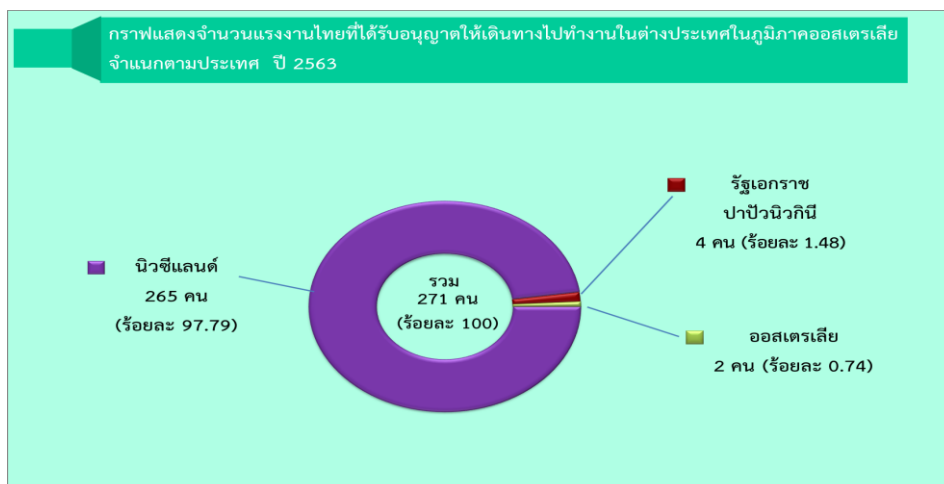 กราฟแสดงจำนวนแรงงานไทยที่ได้รับอนุญาตให้เดินทางไปทำงานในต่างประเทศในภูมิภาคออสเตรเลีย
จำแนกตามประเทศ ปี 2563
รัฐเอกราช
ปาปัวนิวกินี
4 คน (ร้อยละ 1.48)
นิวซีแลนด์
265 คน
(ร้อยละ 97.79)
รวม
271 คน
(ร้อยละ 100)
ออสเตรเลีย
2 คน (ร้อยละ 0.74)